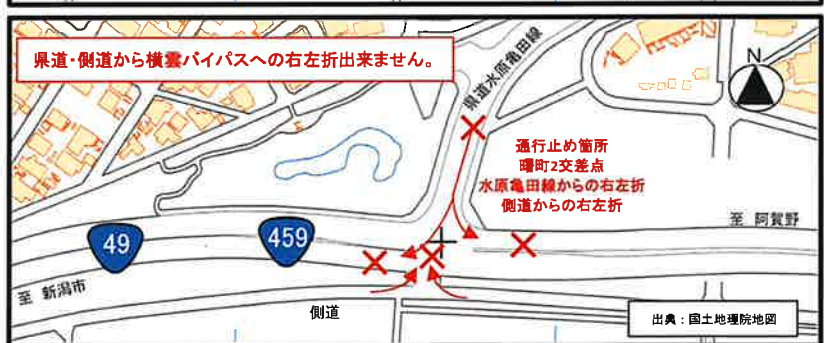 県道・側道から横雲バイパスへの右左折出来ません。
県道水原亀田線
N
通行止め箇所
曙町2交差点
水原亀田線からの右左折
側道からの右左折
至 阿賀野
49
459
至 新潟市
側道
出典:国土地理院地図